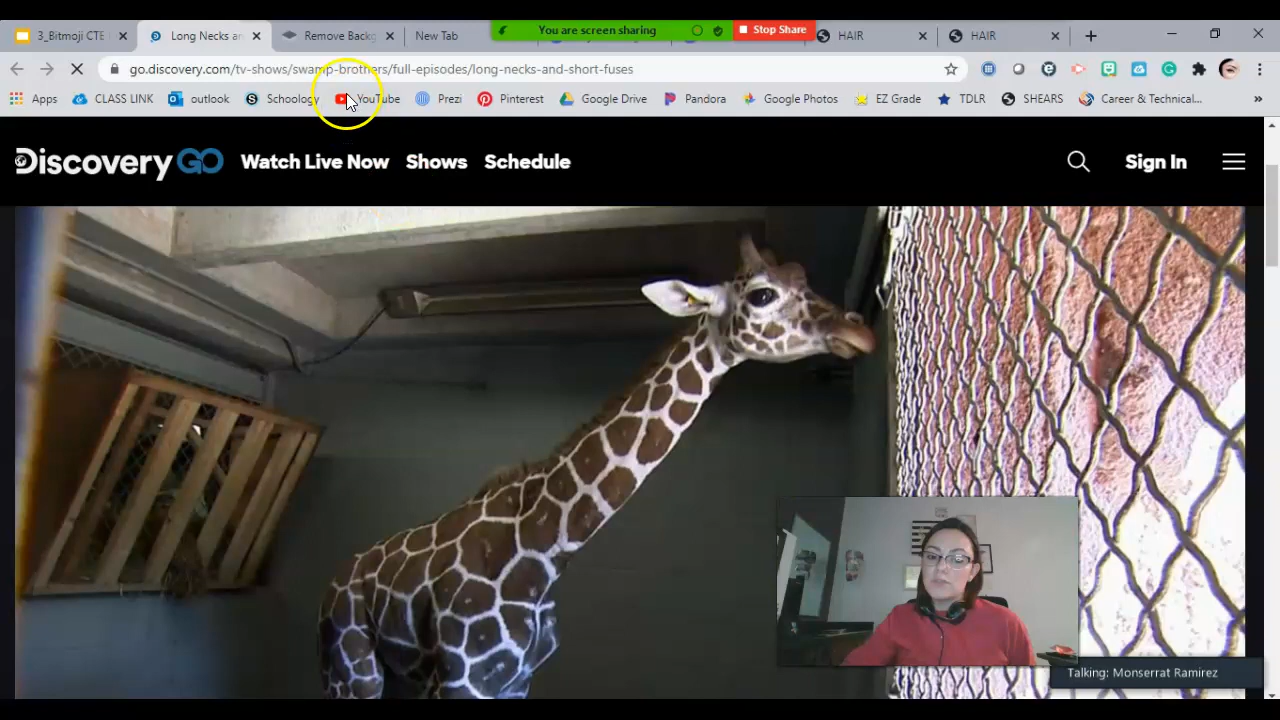 You are screen sharing Stop Share
3_Bitmoji CTE Long Necks an Remove Backg New Tab HAIR HAIR
go.discovery.com/tv-shows/swamp-brothers/full-episodes/long-necks-and-short-fuses
Apps CLASS LINK outlook Schoology YouTube Prezi Pinterest Google Drive Pandora Google Photos EZ Grade TDLR SHEARS Career & Technical...
Discovery GO Watch Live Now Shows Schedule Sign In
Talking: Monserrat Ramirez